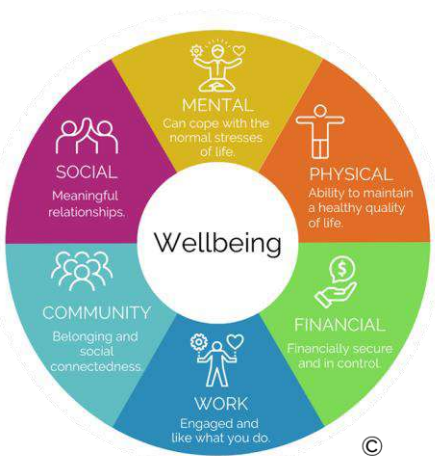 MENTAL
Can cope with the
normal stresses
of life.
PHYSICAL
Ability to maintain
a healthy quality
of life.
FINANCIAL
Financially secure
and in control.
WORK
Engaged and
like what you do.
COMMUNITY
Belonging and
social
connectedness.
SOCIAL
Meaningful
relationships.
Wellbeing
$
©